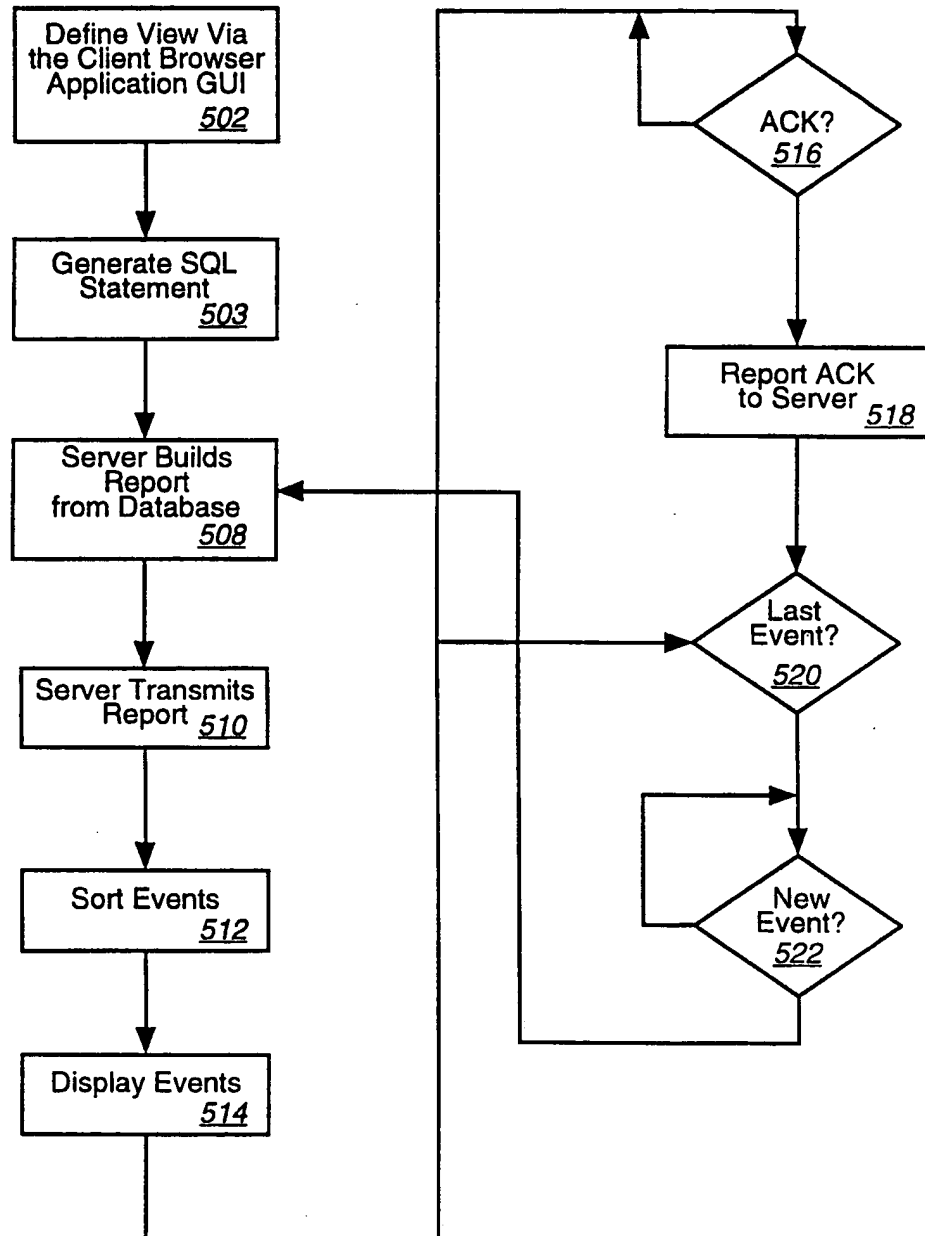 Define View Via
the Client Browser
Application GUI
502
Generate SQL
Statement
503
Server Builds
Report
from Database
508
Server Transmits
Report
510
Sort Events
512
Display Events
514
ACK?
516
Report ACK
to Server
518
Last
Event?
520
New
Event?
522